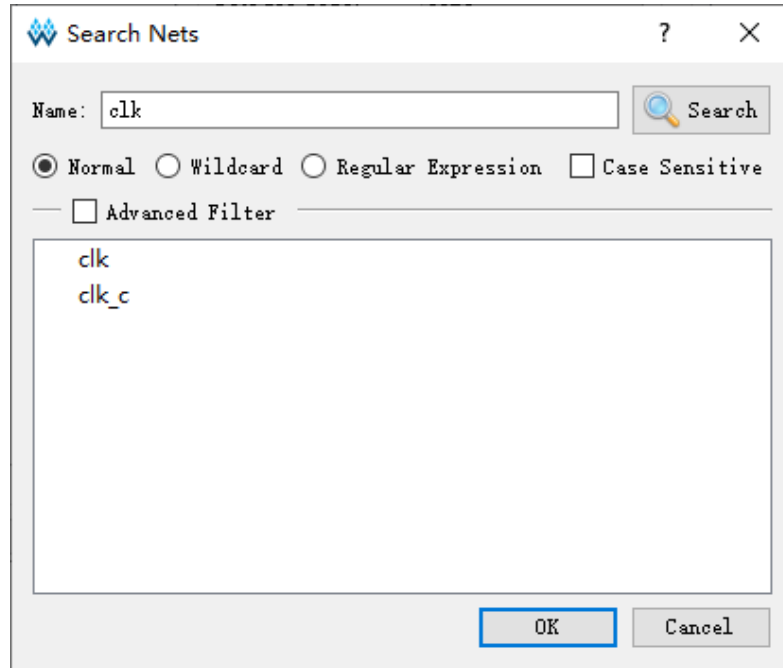 Search Nets ? ×
Name: clk Search
Normal Wildcard Regular Expression Case Sensitive
Advanced Filter
clk
clk_c
OK Cancel